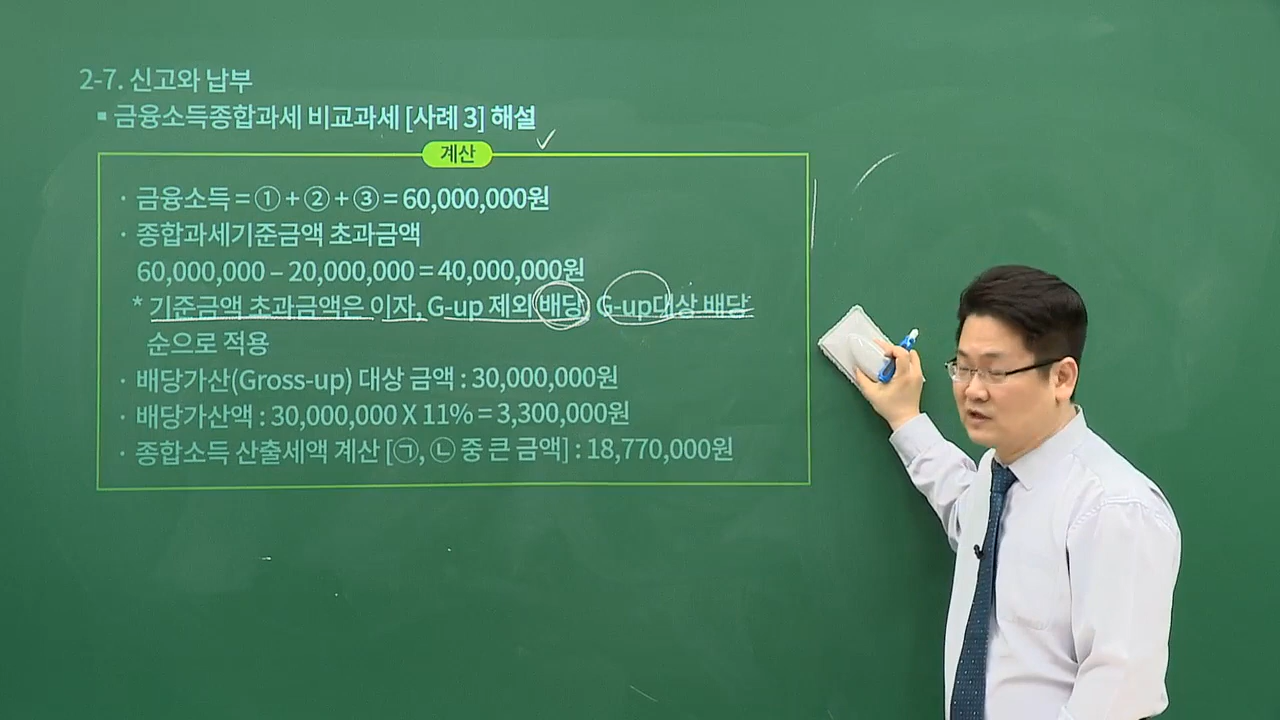 2-7. 신고와 납부
▪ 금융소득종합과세 비교과세 [사례 3] 해설
계산
· 금융소득 = ① + ② + ③ = 60,000,000원
· 종합과세기준금액 초과금액
60,000,000 – 20,000,000 = 40,000,000원
* 기준금액 초과금액은 이자, G-up 제외 배당, G-up대상 배당
순으로 적용
· 배당가산(Gross-up) 대상 금액 : 30,000,000원
· 배당가산액 : 30,000,000 X 11% = 3,300,000원
· 종합소득 산출세액 계산 [㉠, ㉡ 중 큰 금액] : 18,770,000원